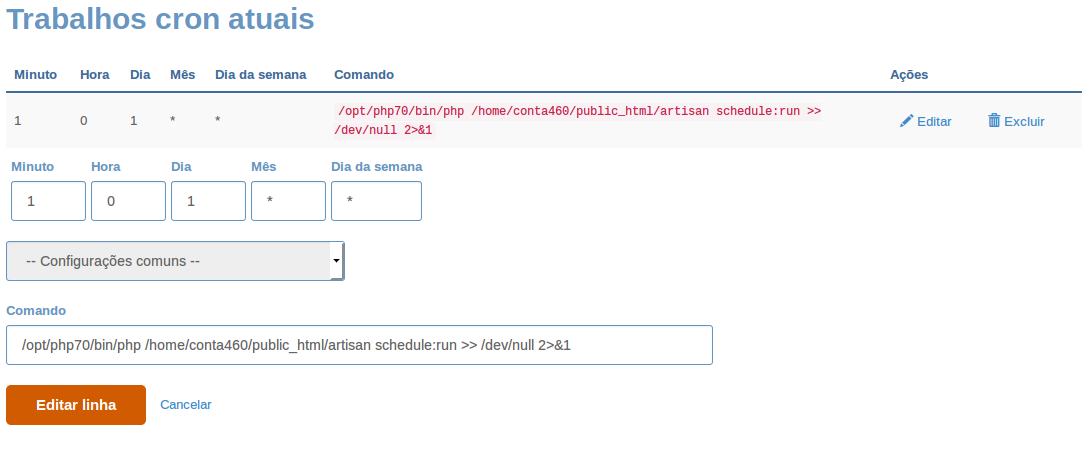 Trabalhos cron atuais
Minuto Hora Dia Mês Dia da semana Comando Ações
1 0 1 * * /opt/php70/bin/php /home/conta460/public_html/artisan schedule:run >> Editar Excluir
/dev/null 2>&1
Minuto Hora Dia Mês Dia da semana
1 0 1 * *
-- Configurações comuns --
Comando
/opt/php70/bin/php /home/conta460/public_html/artisan schedule:run >> /dev/null 2>&1
Editar linha Cancelar